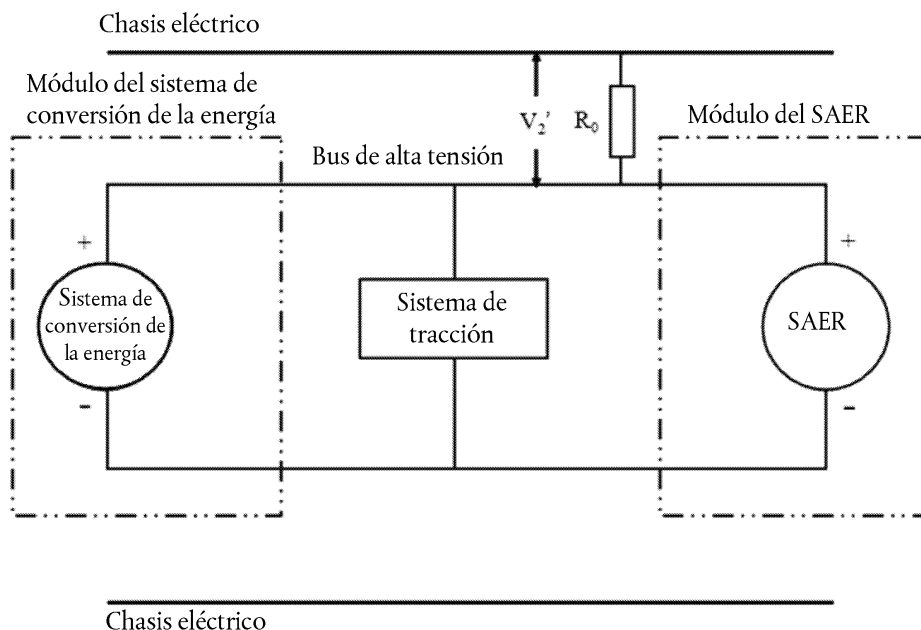 Chasis eléctrico
Módulo del sistema de
conversión de la energía
V₂'
R₀
Módulo del SAER
Bus de alta tensión
+
+
Sistema de
conversión de
la energía
Sistema de
tracción
SAER
-
-
Chasis eléctrico